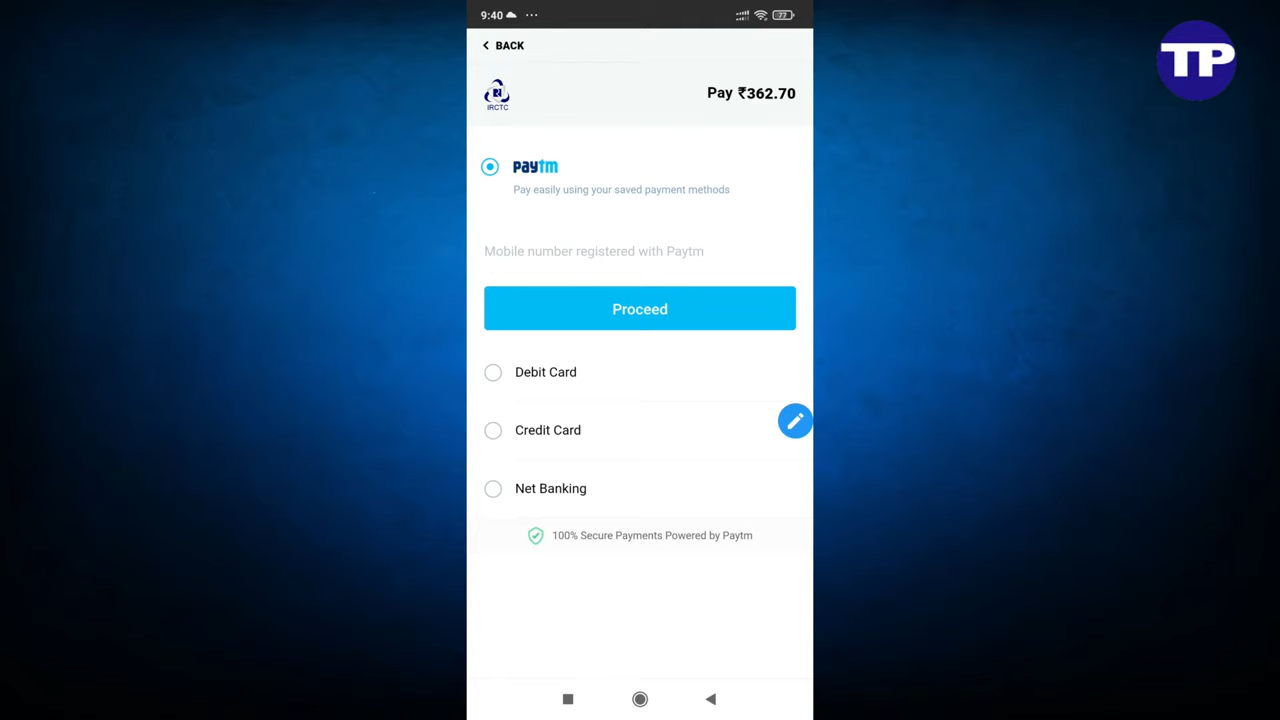 TP
9:40 ... 77
BACK
IRCTC
Pay ₹362.70
paytm
Pay easily using your saved payment methods
Mobile number registered with Paytm
Proceed
Debit Card
Credit Card
Net Banking
100% Secure Payments Powered by Paytm